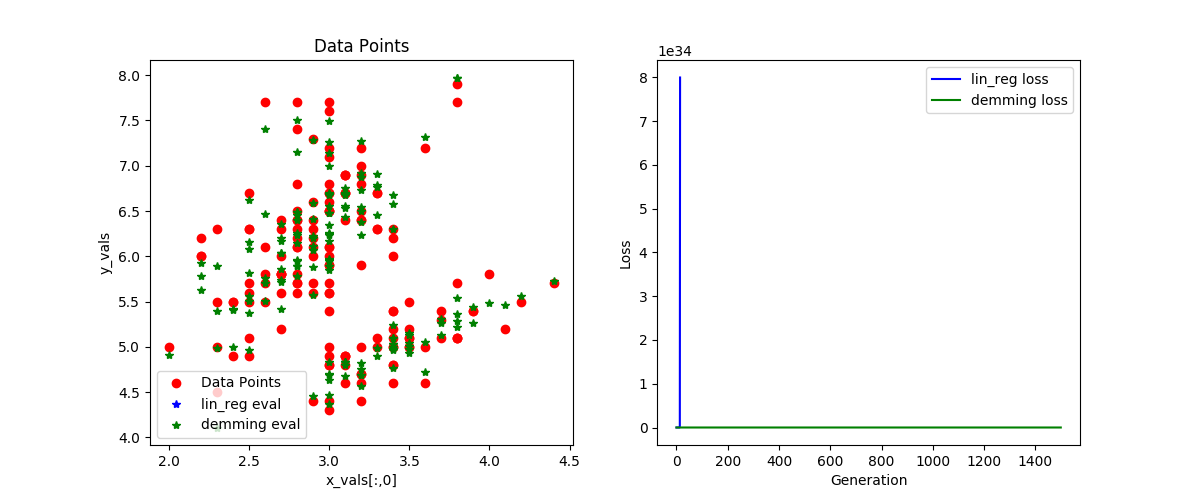 Data Points
y_vals
8.0
7.5
7.0
6.5
6.0
5.5
5.0
4.5
4.0
Data Points
lin_reg eval
demming eval
2.0 2.5 3.0 3.5 4.0 4.5
x_vals[:,0]
1e34
Loss
8
7
6
5
4
3
2
1
0
lin_reg loss
demming loss
0 200 400 600 800 1000 1200 1400
Generation